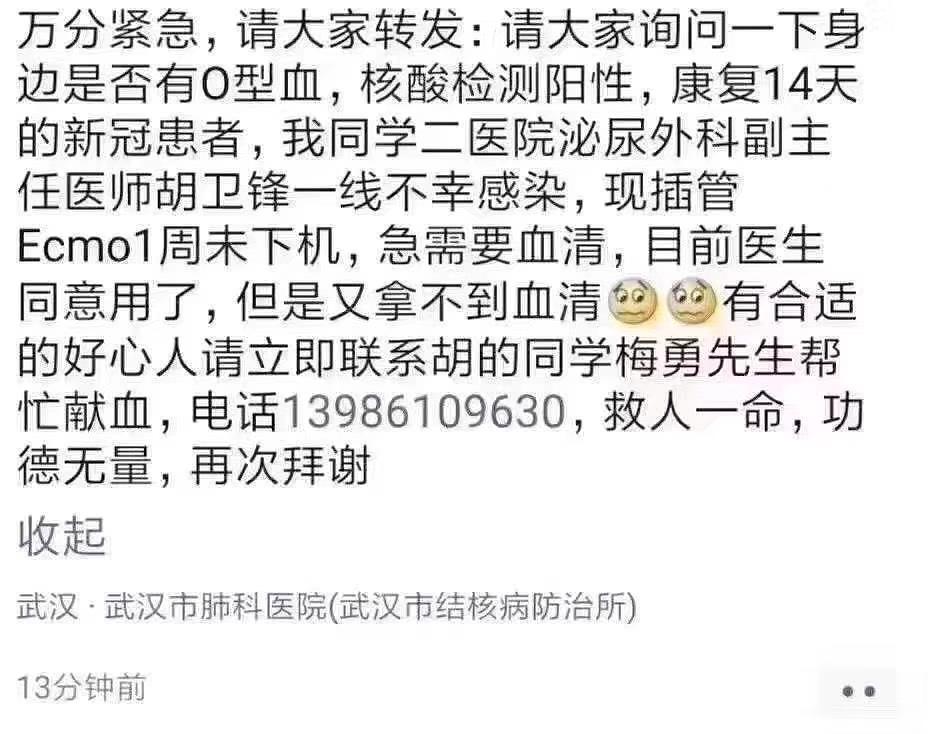 万分紧急，请大家转发：请大家询问一下身
边是否有O型血，核酸检测阳性，康复14天
的新冠患者，我同学二医院泌尿外科副主
任医师胡卫锋一线不幸感染，现插管
Ecmo1周未下机，急需要血清，目前医生
同意用了，但是又拿不到血清😟😟有合适
的好心人请立即联系胡的同学梅勇先生帮
忙献血，电话13986109630，救人一命，功
德无量，再次拜谢
收起
武汉 · 武汉市肺科医院(武汉市结核病防治所)
13分钟前